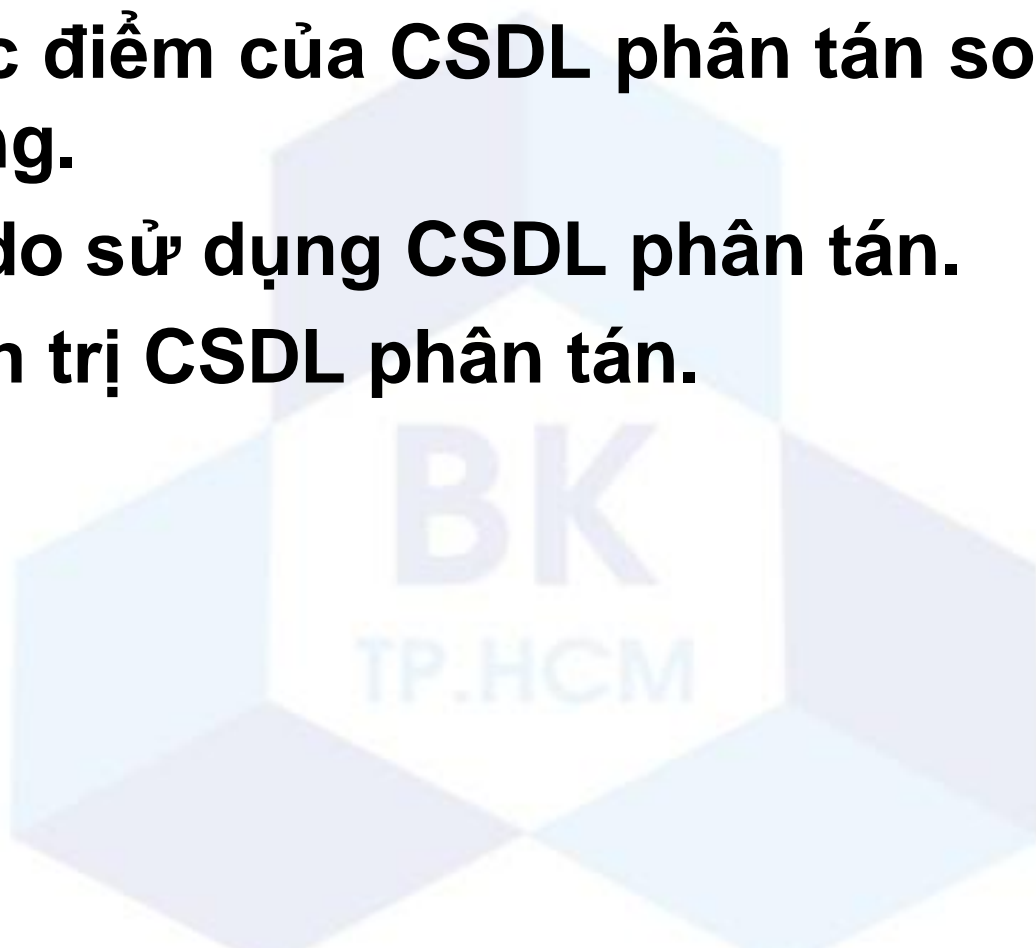 c điểm của CSDL phân tán so
ng.
do sử dụng CSDL phân tán.
n trị CSDL phân tán.
BK
TP.HCM